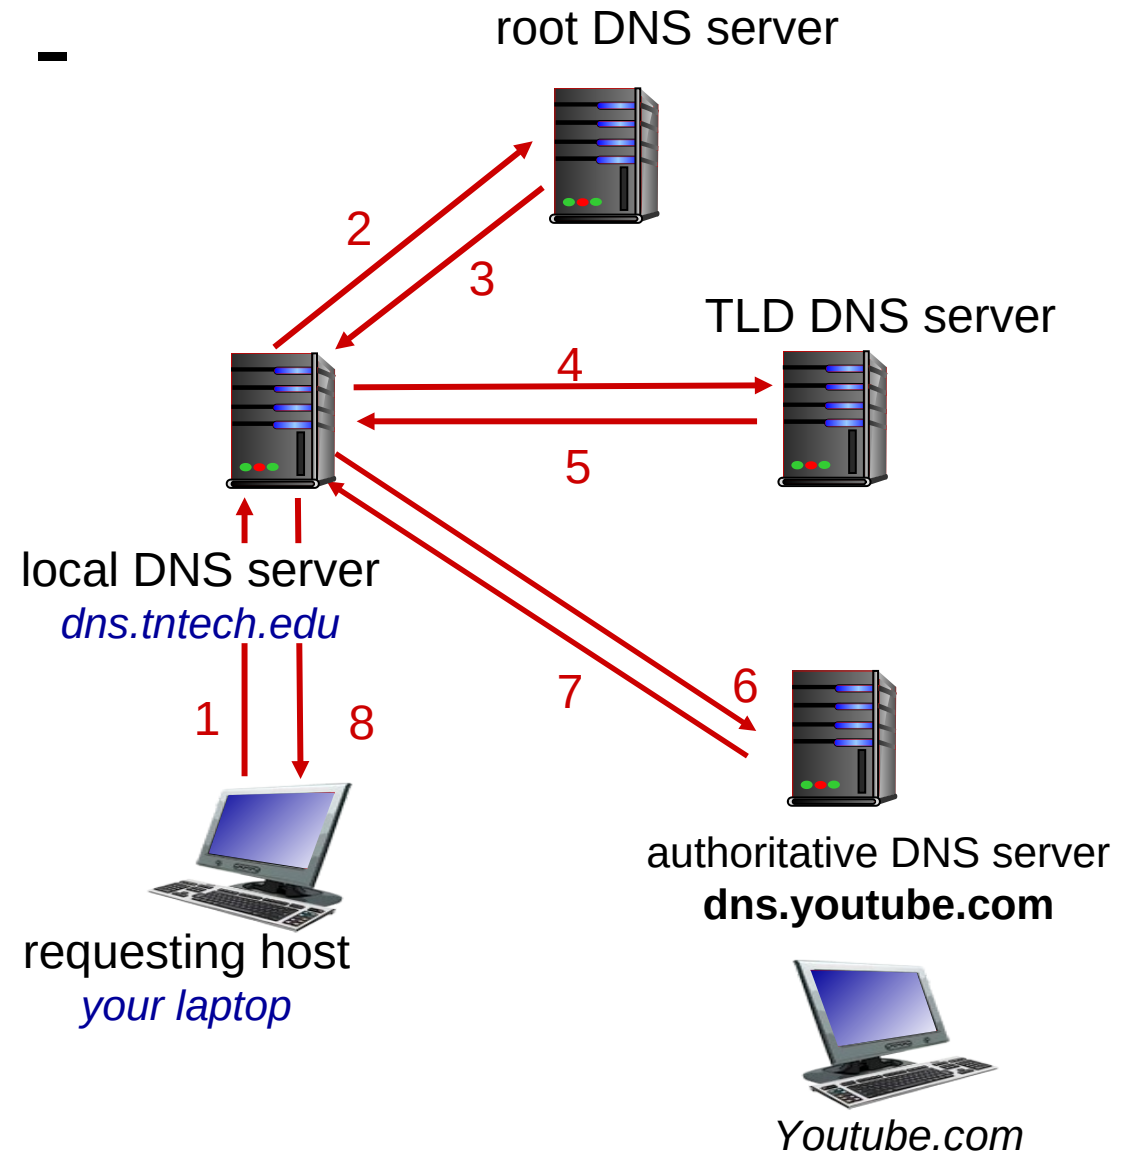 root DNS server
-
2
3
TLD DNS server
4
5
local DNS server
dns.tntech.edu
1
8
7
6
authoritative DNS server
dns.youtube.com
requesting host
your laptop
Youtube.com